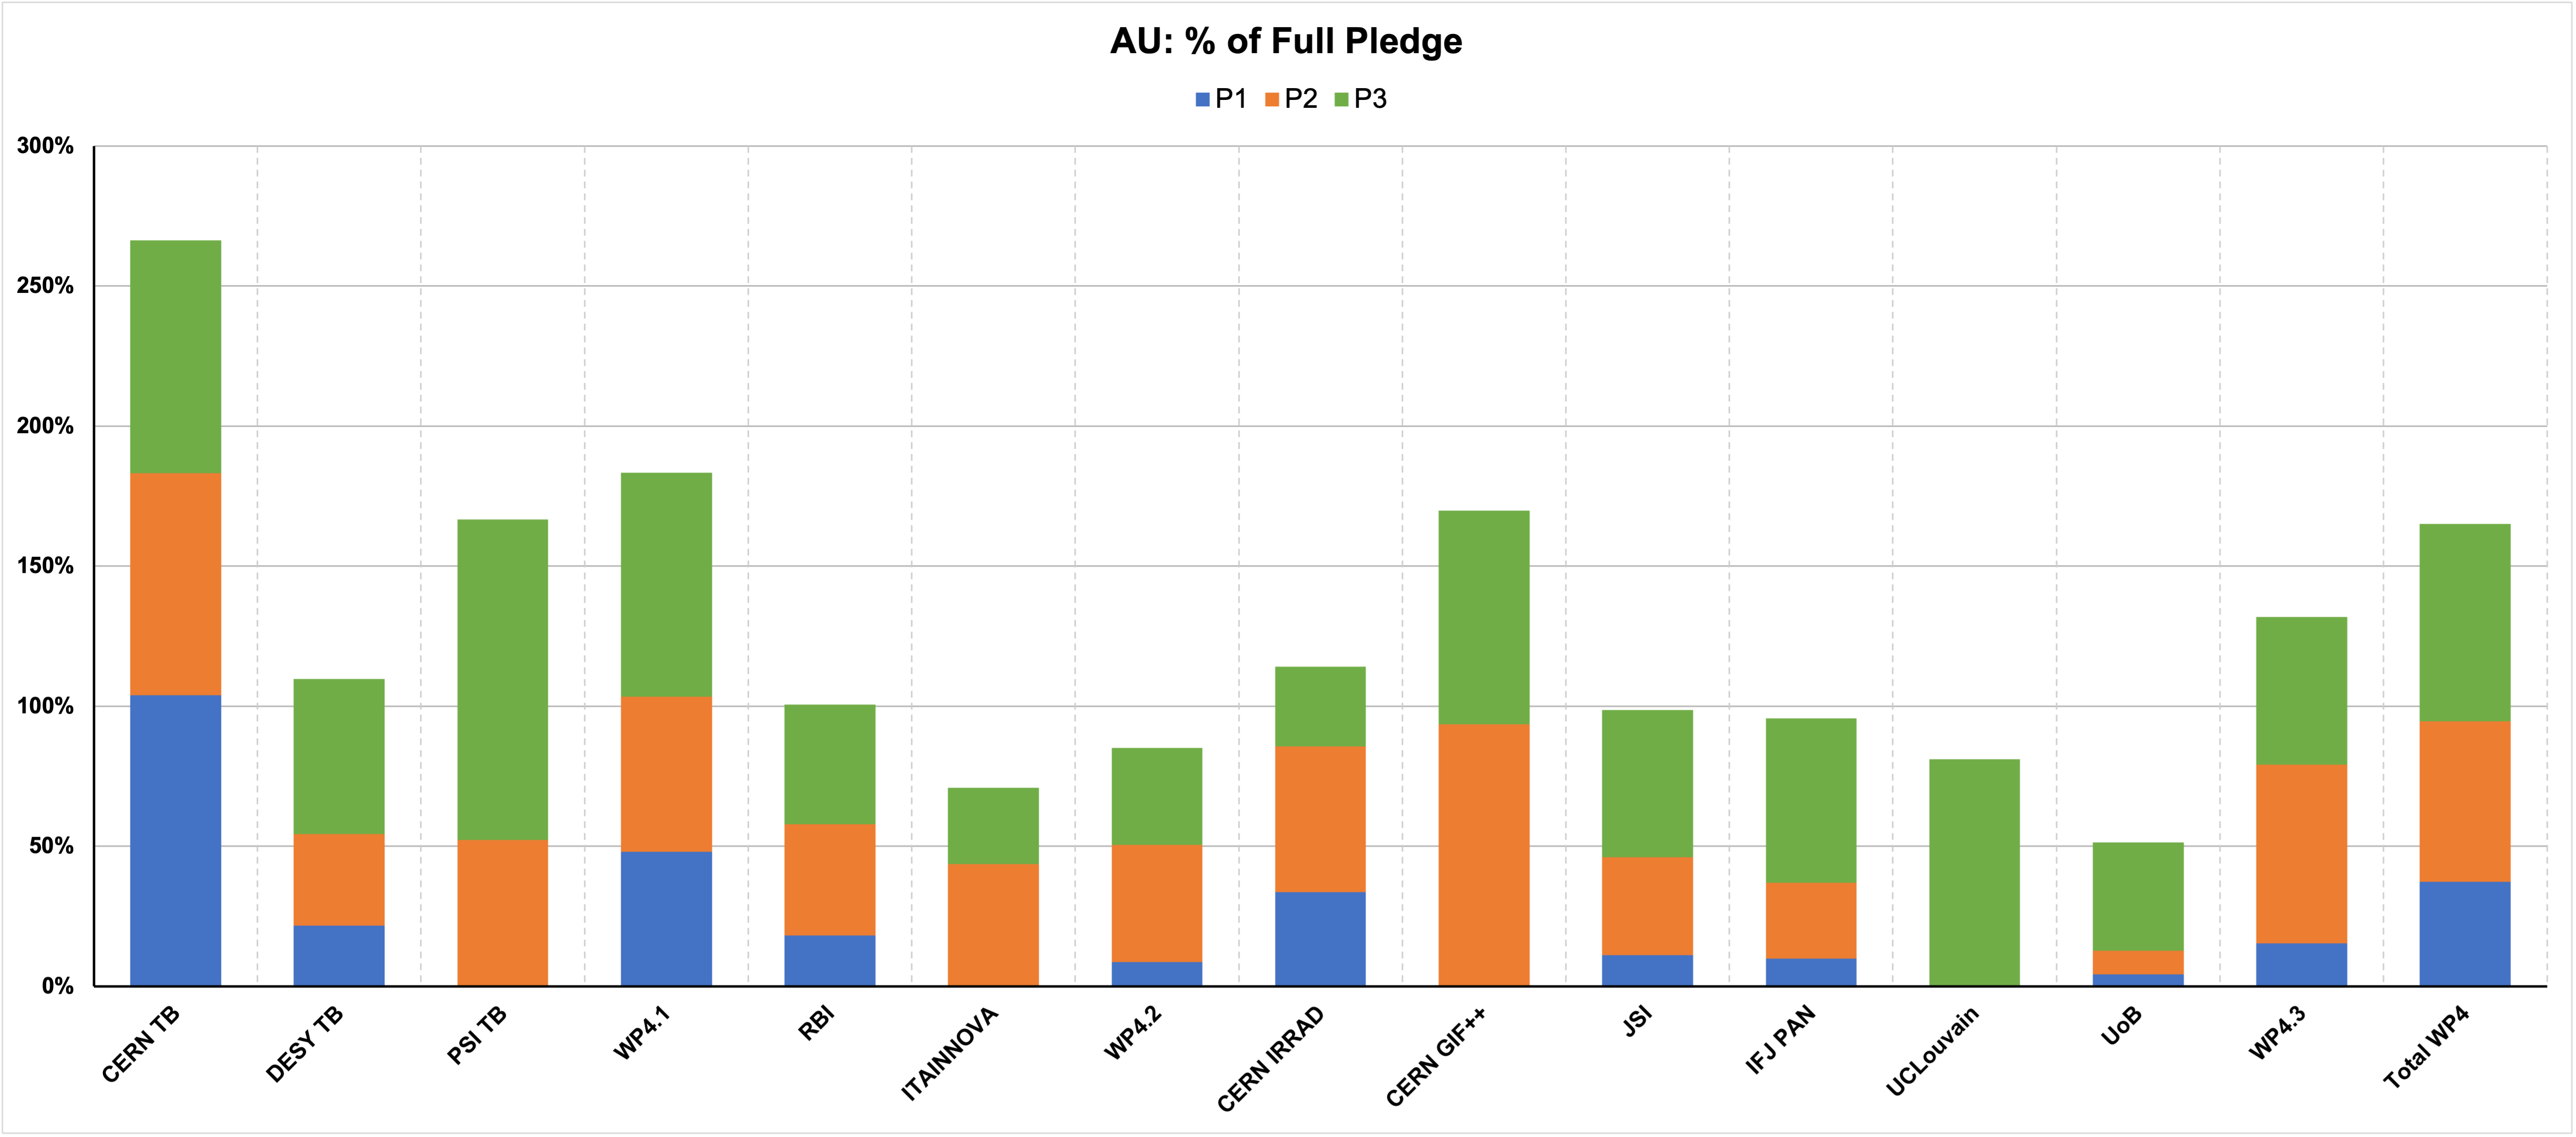 AU: % of Full Pledge
P1 P2 P3
300%
250%
200%
150%
100%
50%
0%
CERN TB
DESY TB
PSI TB
WP4.1
RBI
ITAINNOVA
WP4.2
CERN IRRAD
CERN GIF++
JSI
IFJ PAN
UCLouvain
UoB
WP4.3
Total WP4